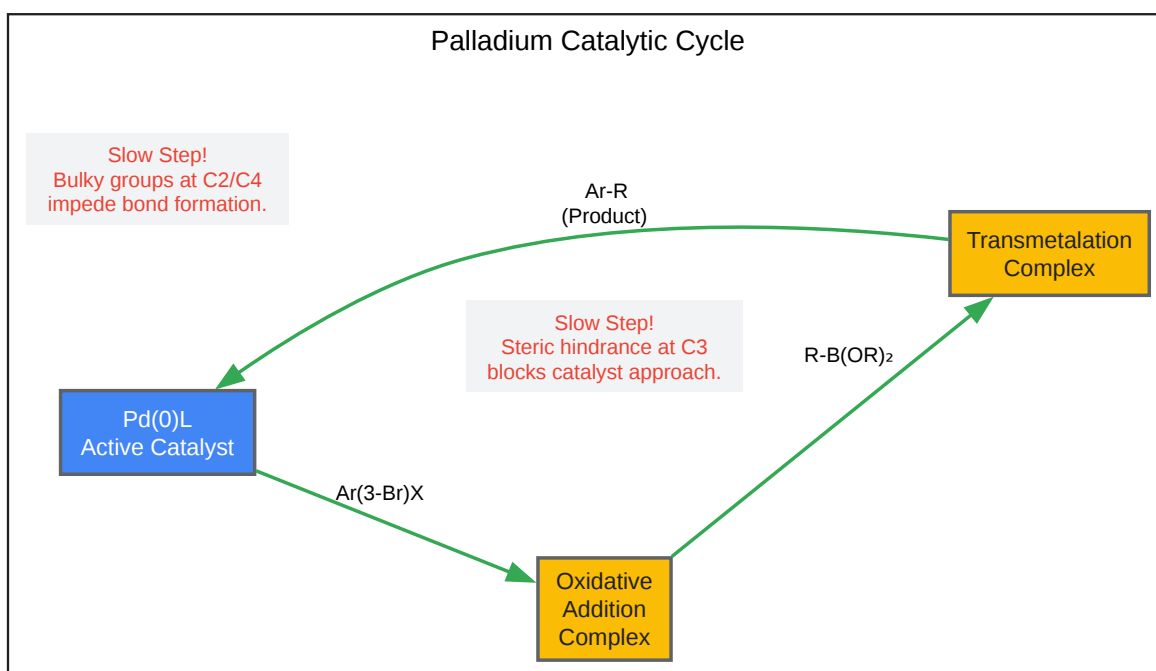 Palladium Catalytic Cycle
Slow Step!
Bulky groups at C2/C4
impede bond formation.
Ar-R
(Product)
Transmetalation
Complex
Slow Step!
Steric hindrance at C3
blocks catalyst approach.
R-B(OR)₂
Pd(0)L
Active Catalyst
Ar(3-Br)X
Oxidative
Addition
Complex